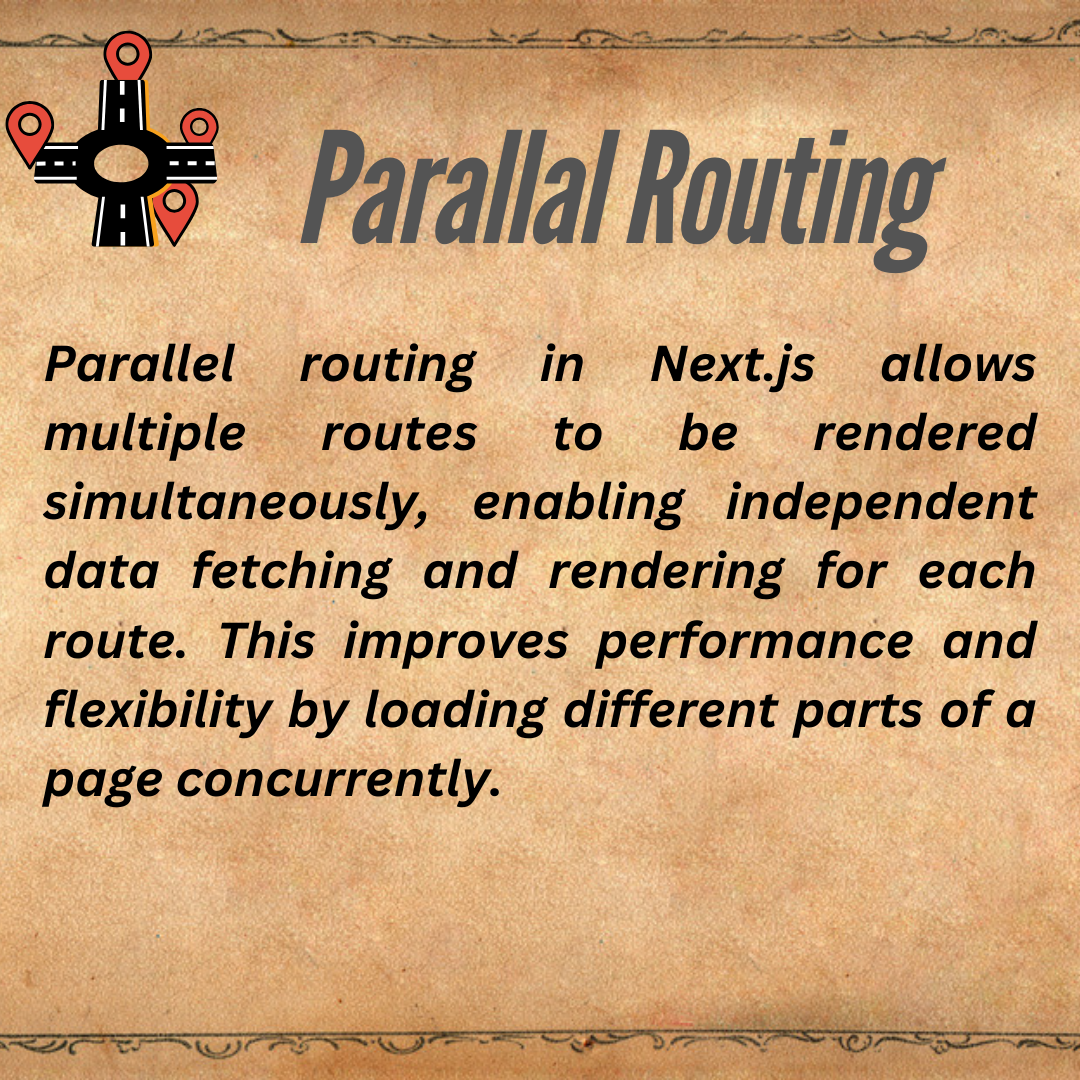 Parallal Routing
Parallel routing in Next.js allows
multiple routes to be rendered
simultaneously, enabling independent
data fetching and rendering for each
route. This improves performance and
flexibility by loading different parts of a
page concurrently.